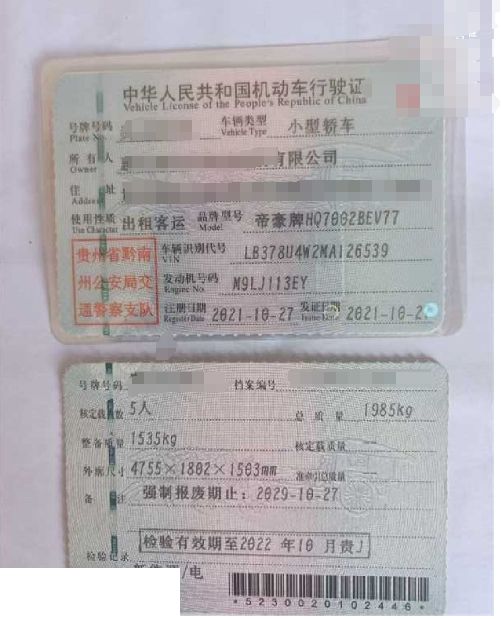 中华人民共和国机动车行驶证
Vehicle License of the People's Republic of China
号牌号码 车辆类型 小型轿车
Plate No. Vehicle Type
所有人 有限公司
Owner
住 址
Address
使用性质 出租客运 品牌型号 帝豪牌HQ7002BEV77
Use Character Model
贵州省黔南 车辆识别代号 LB378U4W2MA126539
VIN
州公安局交 发动机号码 M9LJ113EY
Engine No.
通警察支队 注册日期 2021-10-27 发证日期 2021-10-27
Register Date Issue Date
号牌号码 档案编号
核定载人数 5人 总质量 1985kg
整备质量 1535kg 核定载质量 --
外廓尺寸 4755×1802×1503mm 准牵引总质量 --
备 注 强制报废期止:2029-10-27
检验有效期至2022年10月贵J
检验记录
/电
*5230020102446*